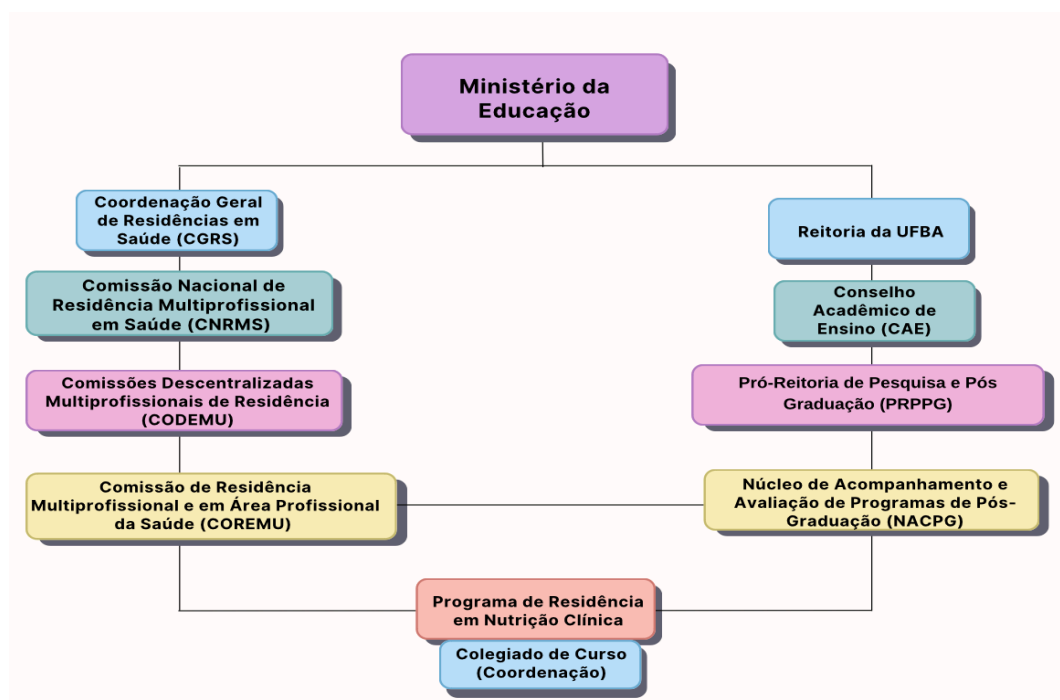 Ministério da
Educação
Coordenação Geral
de Residências em
Saúde (CGRS)
Reitoria da UFBA
Comissão Nacional de
Residência Multiprofissional
em Saúde (CNRMS)
Conselho
Acadêmico de
Ensino (CAE)
Comissões Descentralizadas
Multiprofissionais de Residência
(CODEMU)
Pró-Reitoria de Pesquisa e Pós
Graduação (PRPPG)
Comissão de Residência
Multiprofissional e em Área Profissional
da Saúde (COREMU)
Núcleo de Acompanhamento e
Avaliação de Programas de Pós-
Graduação (NACPG)
Programa de Residência
em Nutrição Clínica
Colegiado de Curso
(Coordenação)